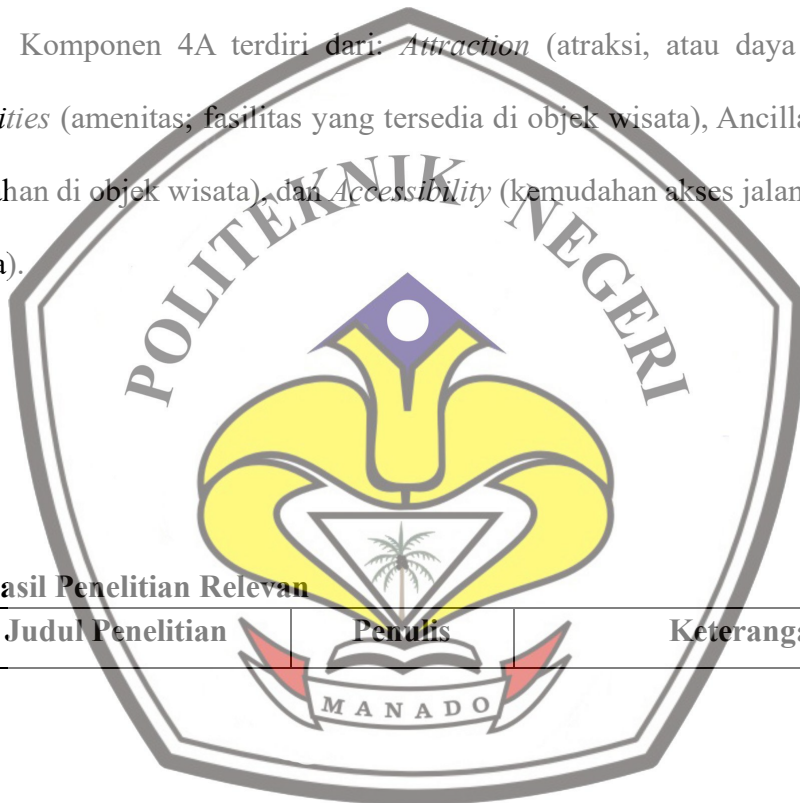 Komponen 4A terdiri dari: Attraction (atraksi, atau daya
ities (amenitas; fasilitas yang tersedia di objek wisata), Ancilla
han di objek wisata), dan Accessibility (kemudahan akses jalan
a).
POLITEKNIK NEGERI
asil Penelitian Relevan
Judul Penelitian Penulis Keteranga
MANADO